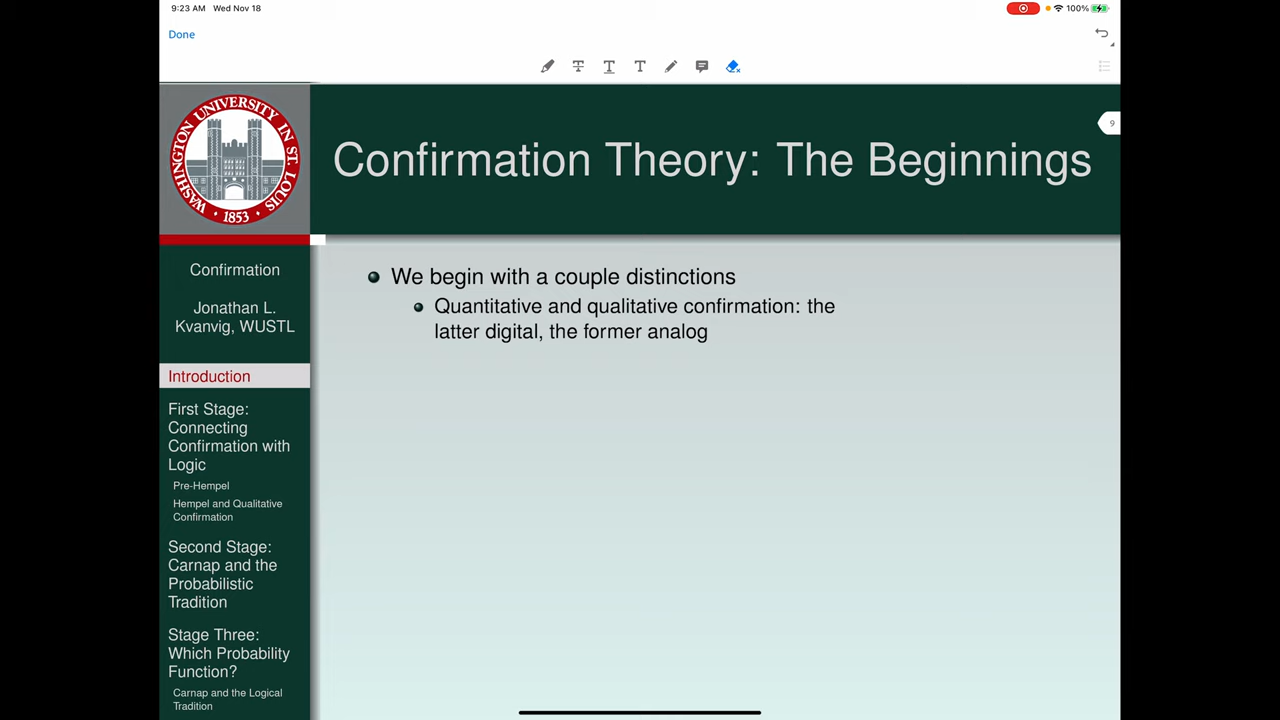 9:23 AM Wed Nov 18
100%
Done
T
T
T
9
WASHINGTON UNIVERSITY IN ST. LOUIS
1853
Confirmation Theory: The Beginnings
Confirmation
Jonathan L.
Kvanvig, WUSTL
Introduction
First Stage:
Connecting
Confirmation with
Logic
Pre-Hempel
Hempel and Qualitative
Confirmation
Second Stage:
Carnap and the
Probabilistic
Tradition
Stage Three:
Which Probability
Function?
Carnap and the Logical
Tradition
We begin with a couple distinctions
Quantitative and qualitative confirmation: the
latter digital, the former analog